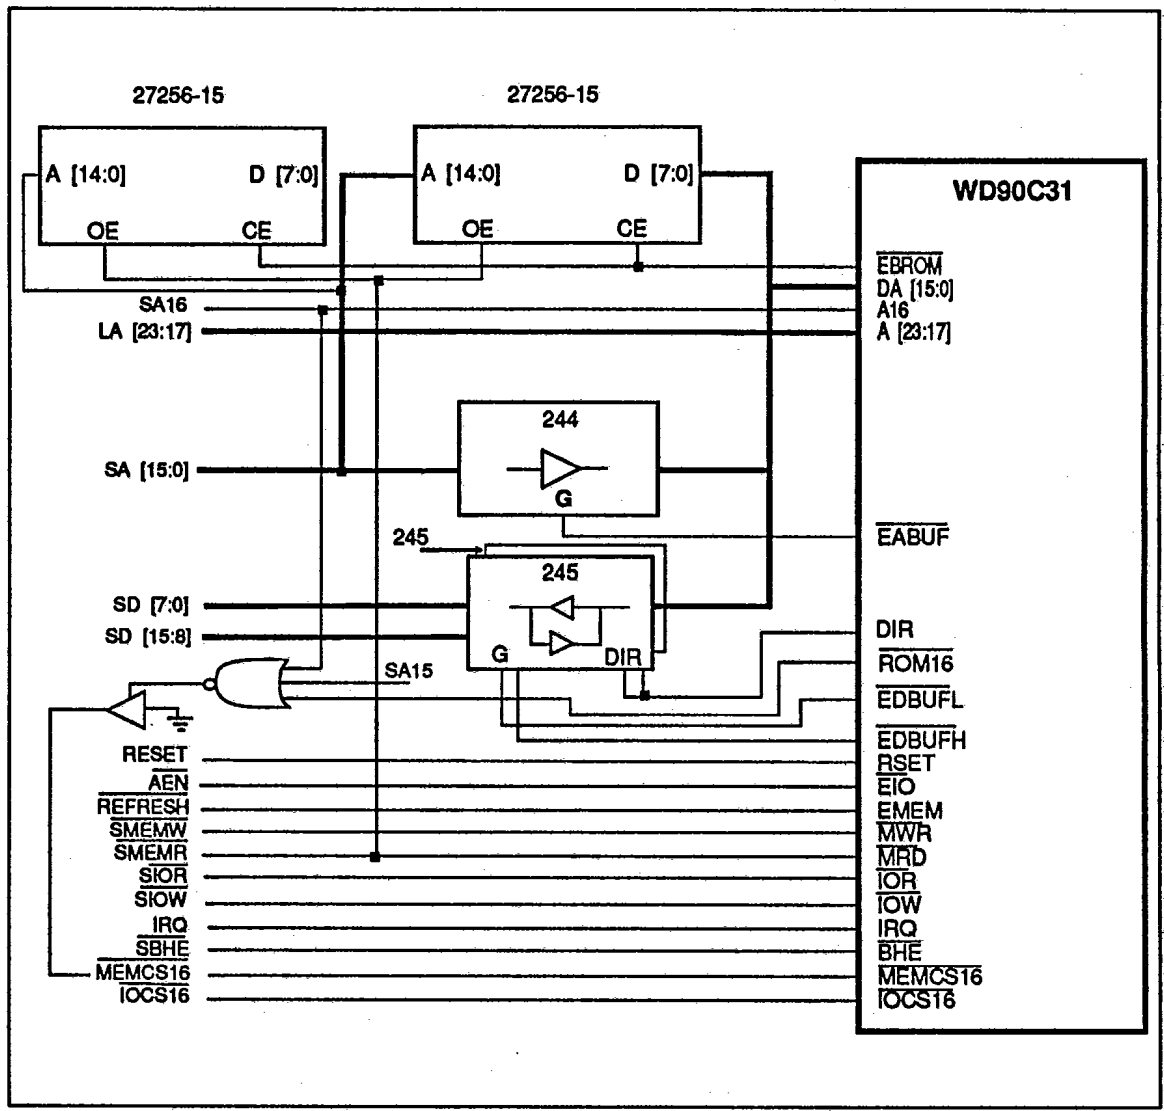 27256-15 27256-15
A [14:0] D [7:0] A [14:0] D [7:0]
WD90C31
OE CE OE CE
EBROM
DA [15:0]
SA16 A16
LA [23:17] A [23:17]
244
SA [15:0]
G
245 EABUF
245
SD [7:0]
DIR
SD [15:8]
G DIR ROM16
SA15
EDBUFL
EDBUFH
RESET RSET
AEN EIO
REFRESH EMEM
SMEMW MWR
SMEMR MRD
SIOR IOR
SIOW IOW
IRQ IRQ
SBHE BHE
MEMCS16 MEMCS16
IOCS16 IOCS16